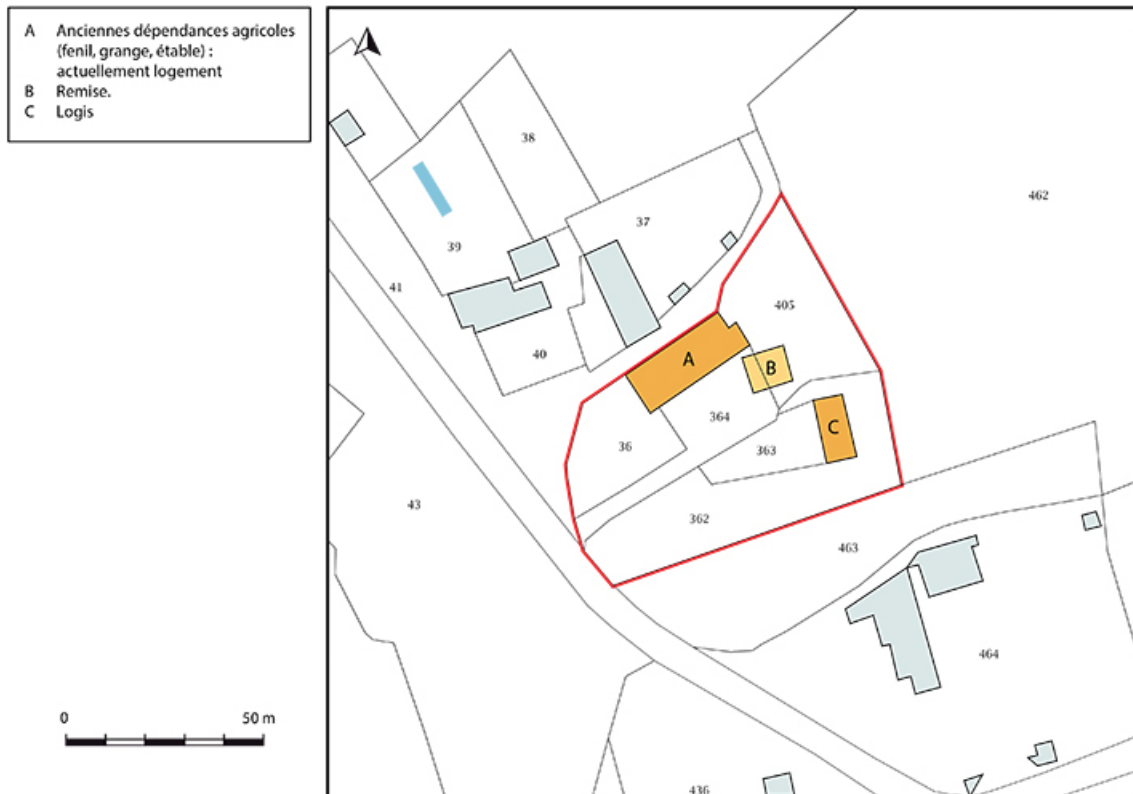 A Anciennes dépendances agricoles
(fenil, grange, étable) :
actuellement logement
B Remise.
C Logis
38
462
37
39
41
405
40
A
B
364
C
36
363
43
362
463
464
0 50 m
436